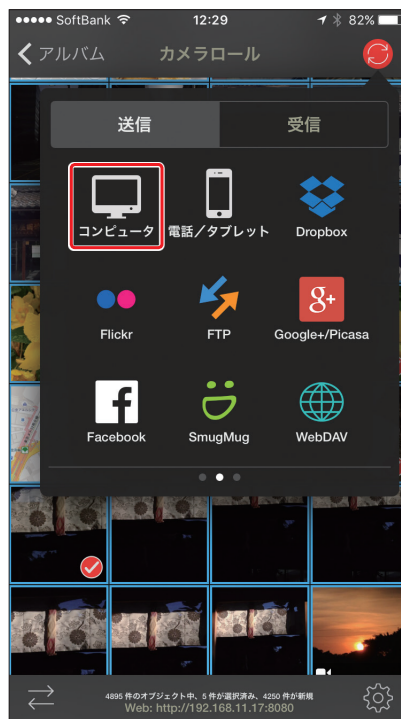 SoftBank 12:29 82%
アルバム カメラロール
送信 受信
コンピュータ 電話／タブレット Dropbox
Flickr FTP Google+/Picasa
Facebook SmugMug WebDAV
4895 件のオブジェクト中、5 件が選択済み、4250 件が新規
Web: http://192.168.11.17:8080